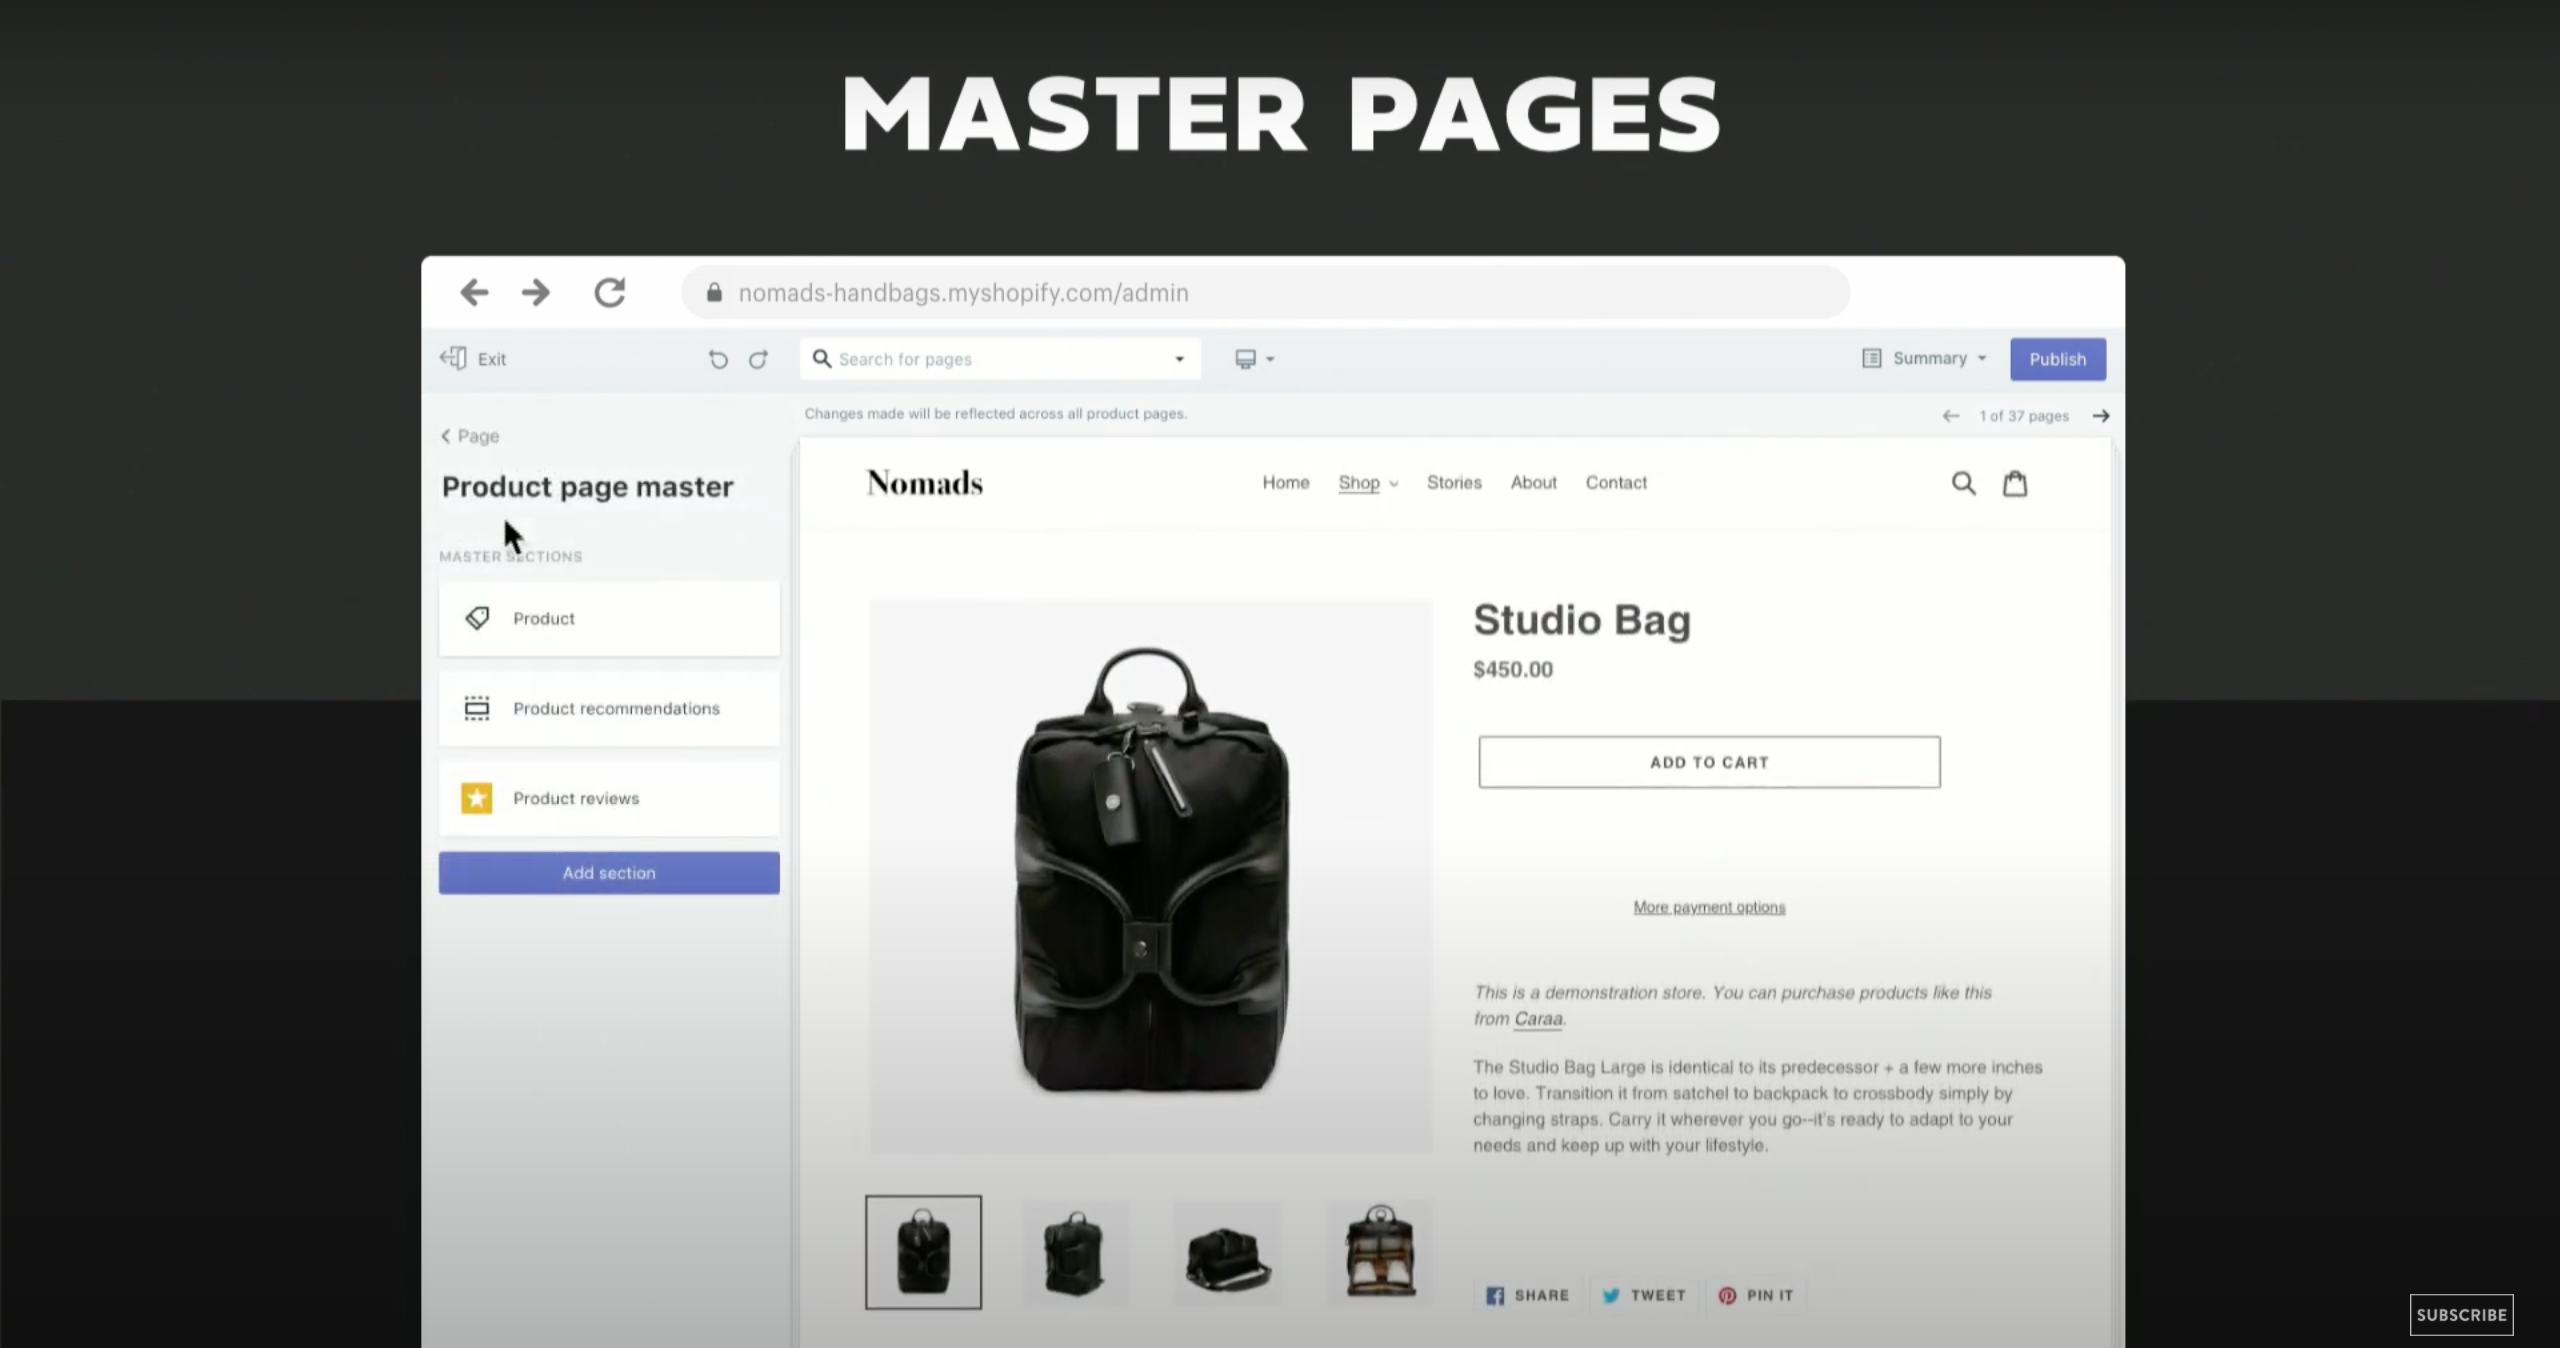 MASTER PAGES
nomads-handbags.myshopify.com/admin
Exit
Search for pages
Summary
Publish
Changes made will be reflected across all product pages.
1 of 37 pages
Page
Product page master
MASTER SECTIONS
Product
Product recommendations
Product reviews
Add section
Nomads
Home
Shop
Stories
About
Contact
Studio Bag
$450.00
ADD TO CART
More payment options
This is a demonstration store. You can purchase products like this
from Caraa.
The Studio Bag Large is identical to its predecessor + a few more inches
to love. Transition it from satchel to backpack to crossbody simply by
changing straps. Carry it wherever you go--it's ready to adapt to your
needs and keep up with your lifestyle.
SHARE
TWEET
PIN IT
SUBSCRIBE